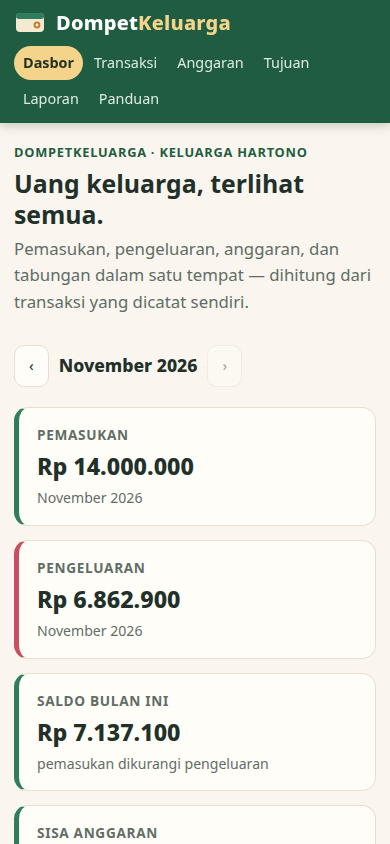 DompetKeluarga
Dasbor Transaksi Anggaran Tujuan
Laporan Panduan
DOMPETKELUARGA · KELUARGA HARTONO
Uang keluarga, terlihat
semua.
Pemasukan, pengeluaran, anggaran, dan
tabungan dalam satu tempat — dihitung dari
transaksi yang dicatat sendiri.
‹ November 2026 ›
PEMASUKAN
Rp 14.000.000
November 2026
PENGELUARAN
Rp 6.862.900
November 2026
SALDO BULAN INI
Rp 7.137.100
pemasukan dikurangi pengeluaran
SISA ANGGARAN